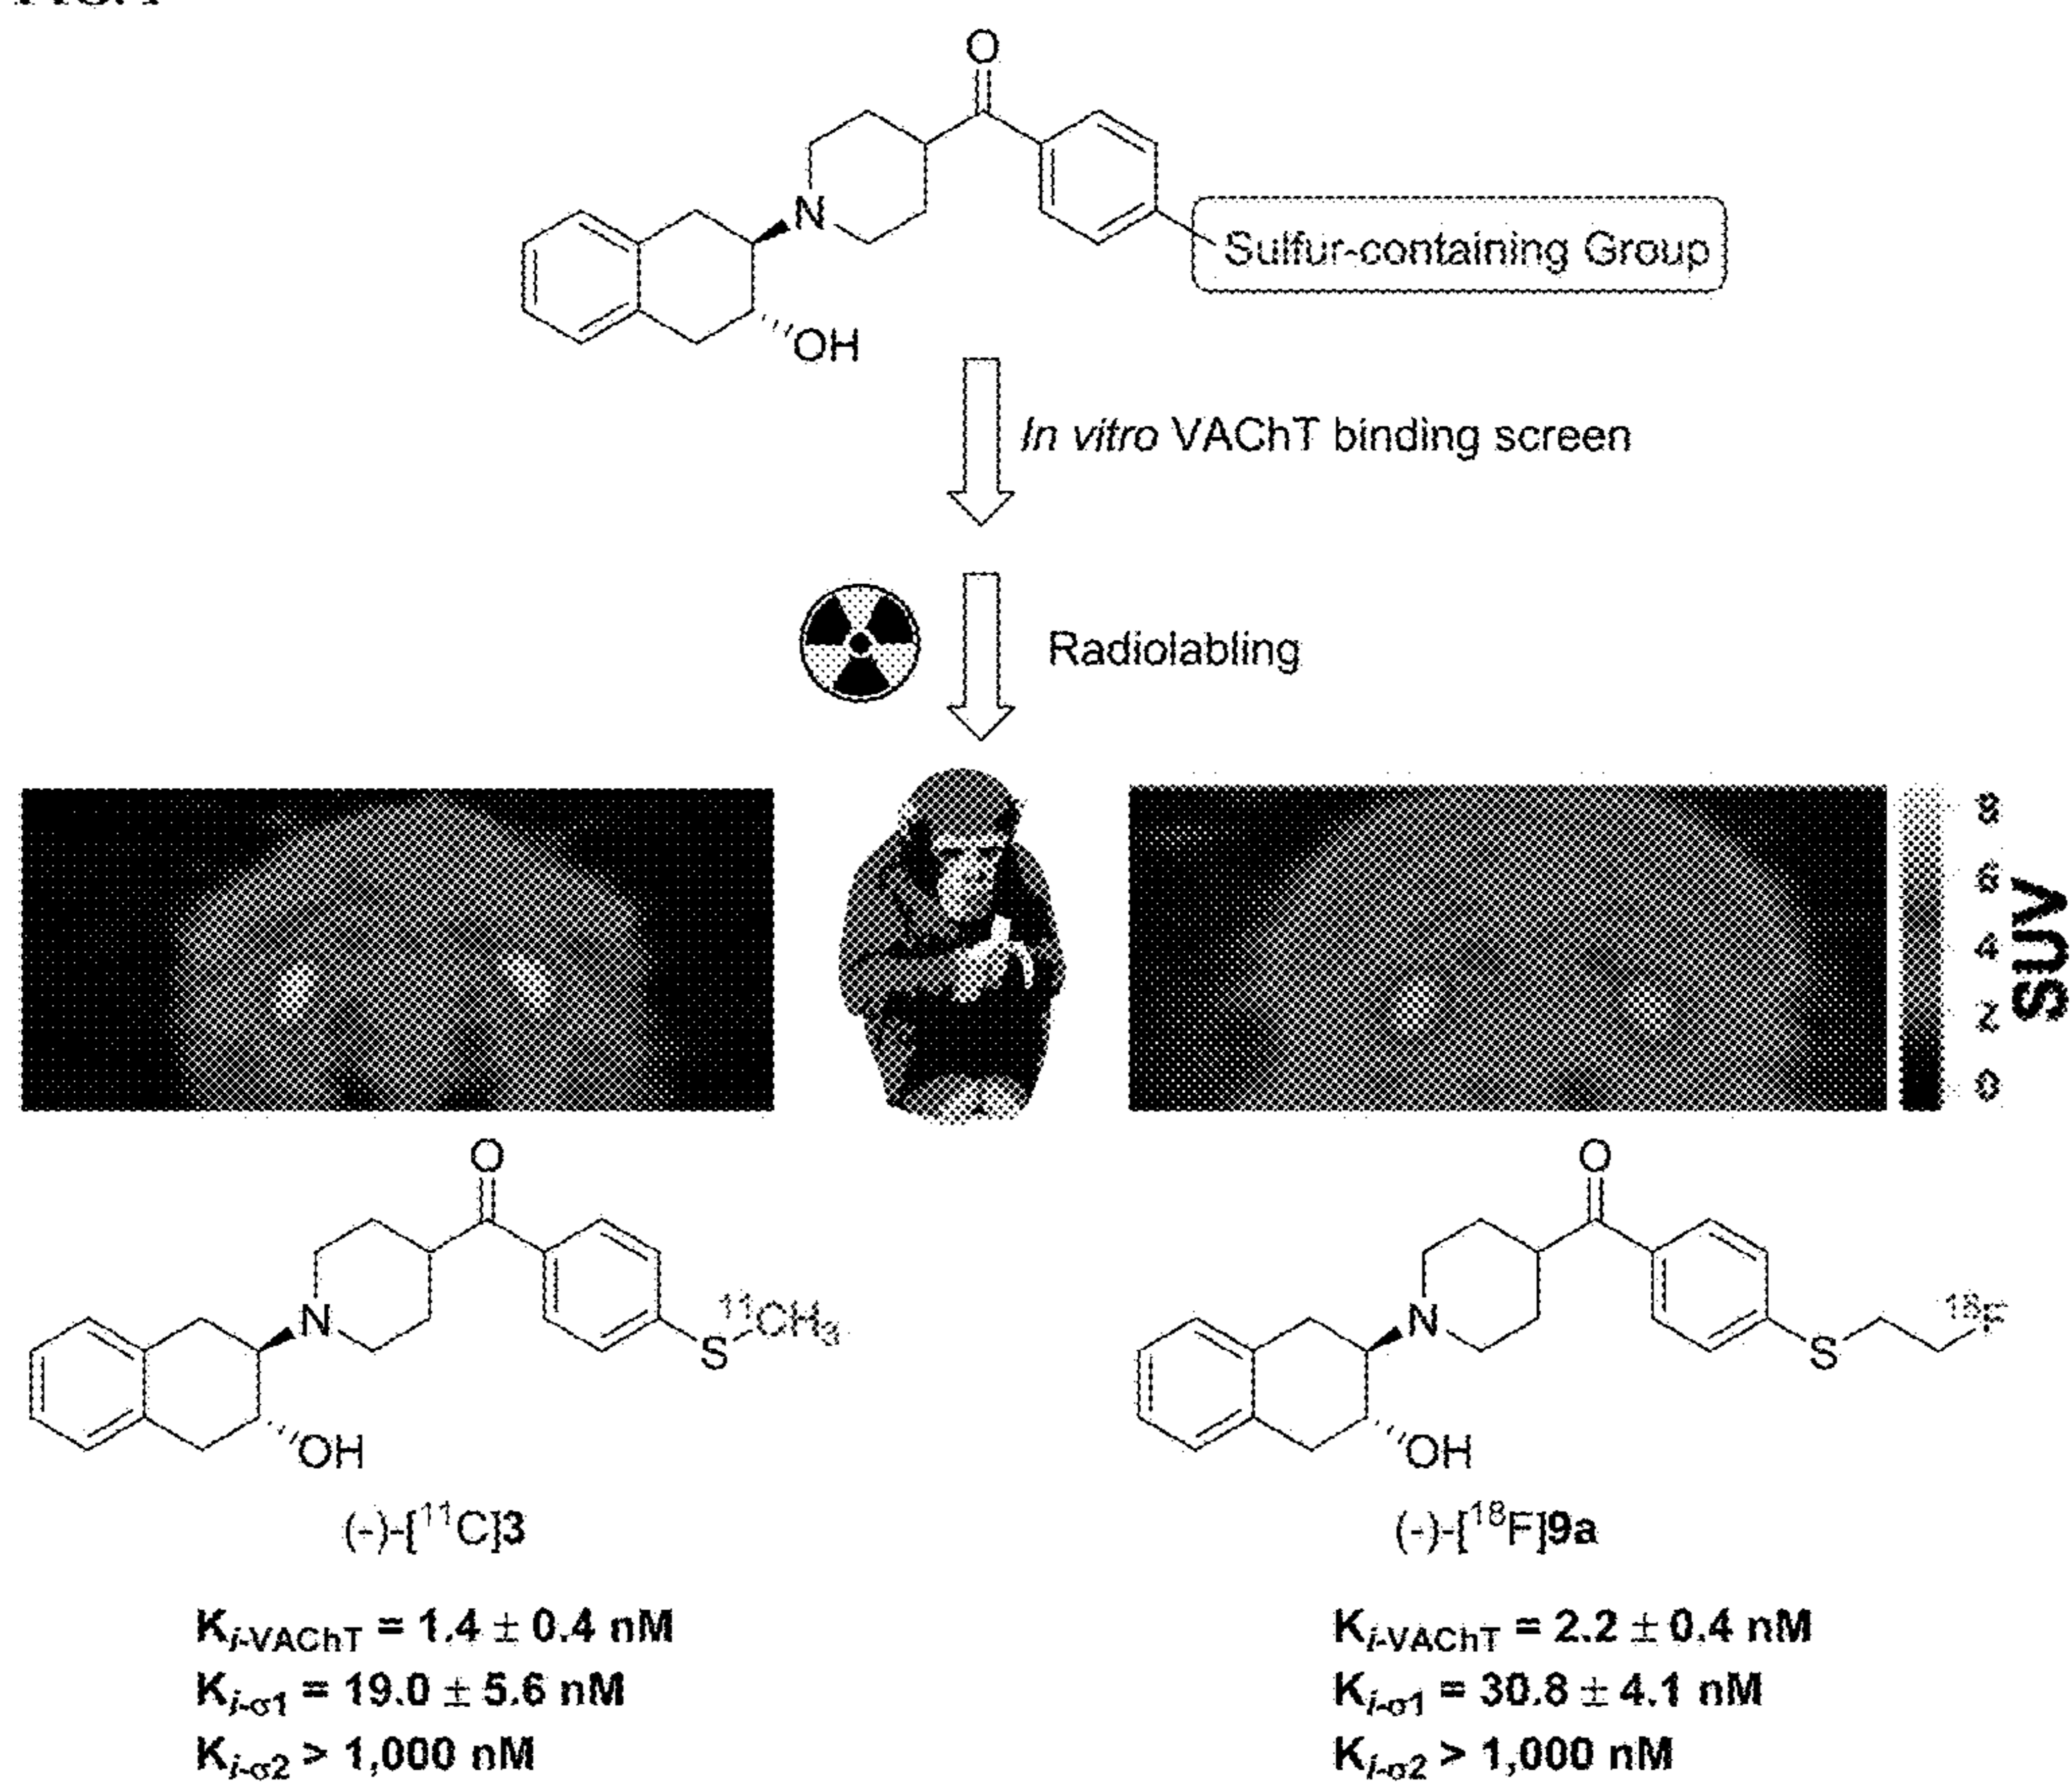 O
N
Sulfur-containing Group
OH
In vitro VAChT binding screen
Radiolabling
8
6
4
2
0
SUV
O
N
¹¹CH₃
S
OH
O
N
¹⁸F
S
OH
(-)-[¹¹C]3
(-)-[¹⁸F]9a
Kᵢ-VAChT = 1.4 ± 0.4 nM
Kᵢ-σ1 = 19.0 ± 5.6 nM
Kᵢ-σ2 > 1,000 nM
Kᵢ-VAChT = 2.2 ± 0.4 nM
Kᵢ-σ1 = 30.8 ± 4.1 nM
Kᵢ-σ2 > 1,000 nM